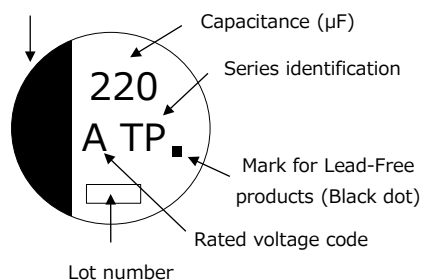 Capacitance (µF)
Series identification
220
A TP
Mark for Lead-Free
products (Black dot)
Rated voltage code
Lot number